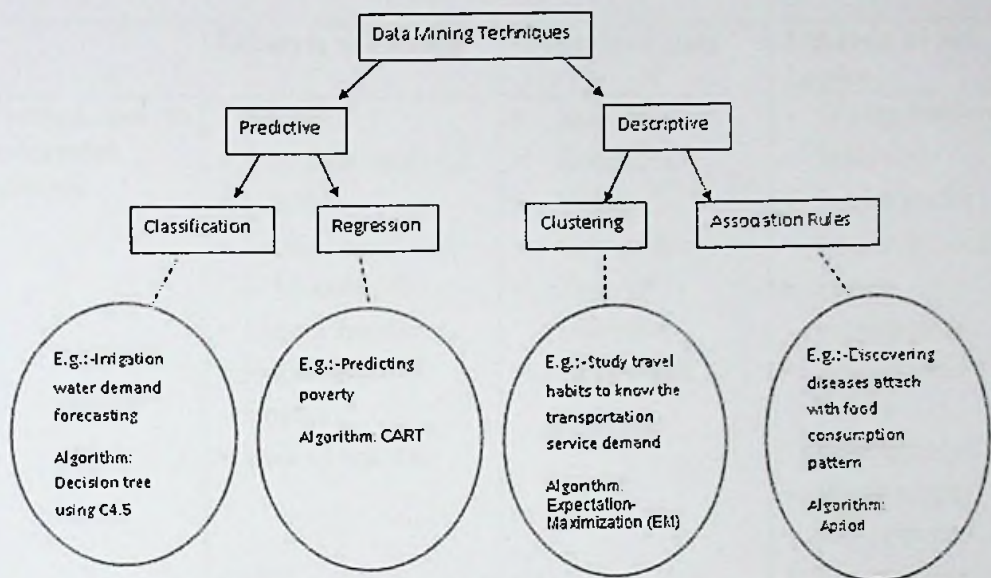 Data Mining Techniques
Predictive
Descriptive
Classification
Regression
Clustering
Association Rules
E.g.:-Irrigation
water demand
forecasting
Algorithm:
Decision tree
using C4.5
E.g.:-Predicting
poverty
Algorithm: CART
E.g.:-Study travel
habits to know the
transportation
service demand
Algorithm:
Expectation-
Maximization (EM)
E.g.:-Discovering
diseases attach
with food
consumption
pattern
Algorithm:
Apriori